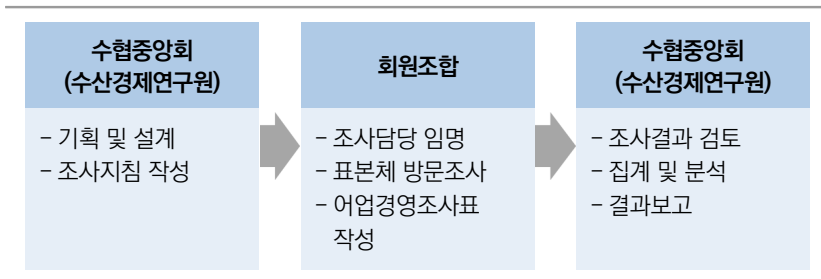 수협중앙회
(수산경제연구원)
– 기획 및 설계
– 조사지침 작성
회원조합
– 조사담당 임명
– 표본체 방문조사
– 어업경영조사표
작성
수협중앙회
(수산경제연구원)
– 조사결과 검토
– 집계 및 분석
– 결과보고